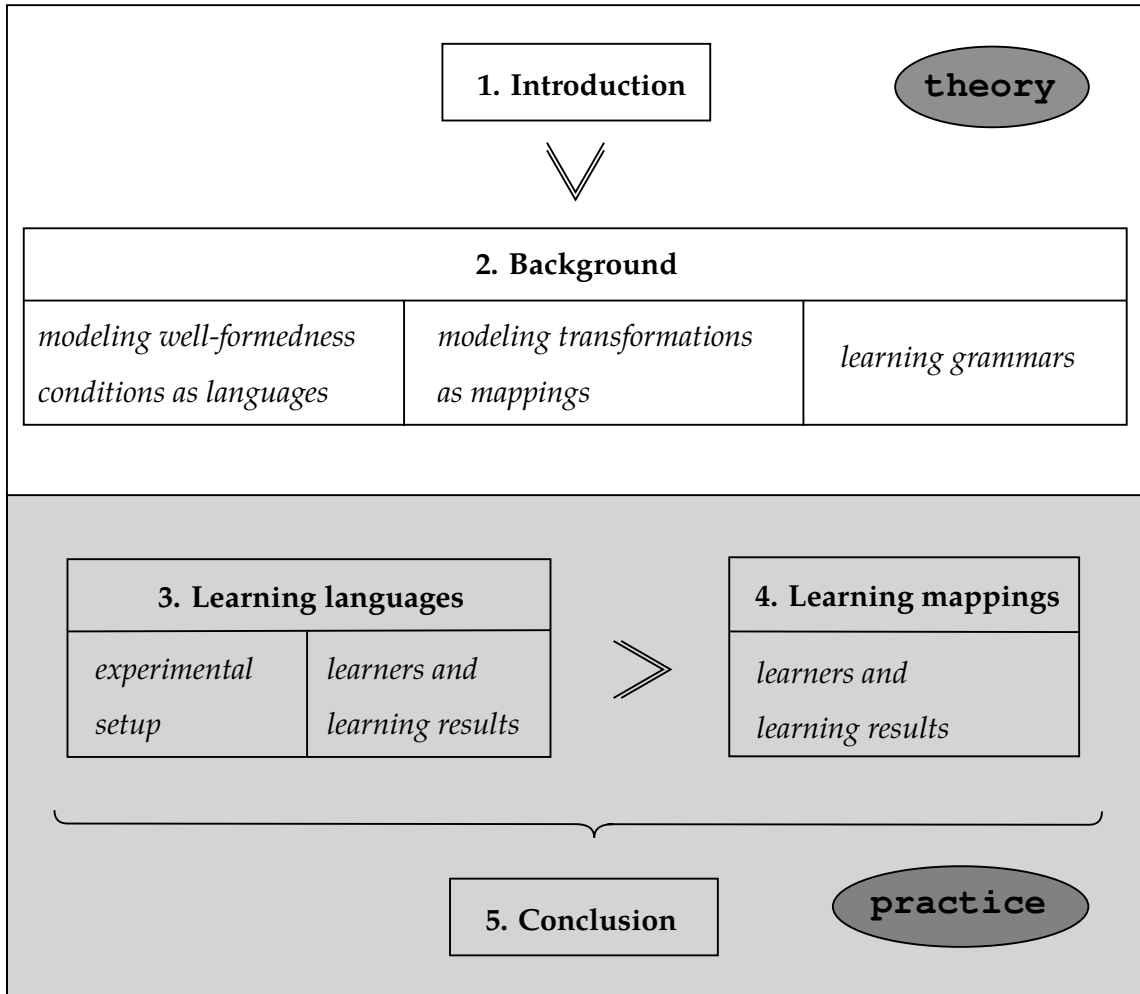 1. Introduction
theory
2. Background
modeling well-formedness
conditions as languages
modeling transformations
as mappings
learning grammars
3. Learning languages
experimental
setup
learners and
learning results
4. Learning mappings
learners and
learning results
5. Conclusion
practice